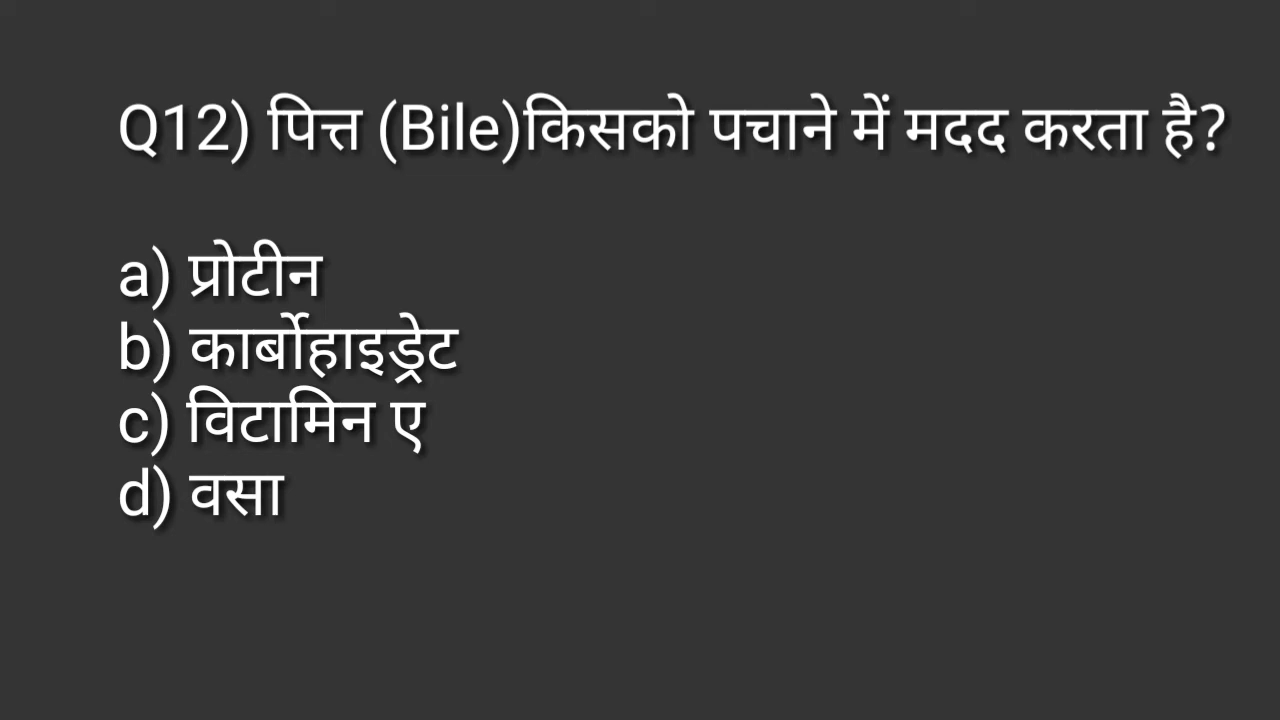 Q12) पित्त (Bile)किसको पचाने में मदद करता है?
a) प्रोटीन
b) कार्बोहाइड्रेट
c) विटामिन ए
d) वसा